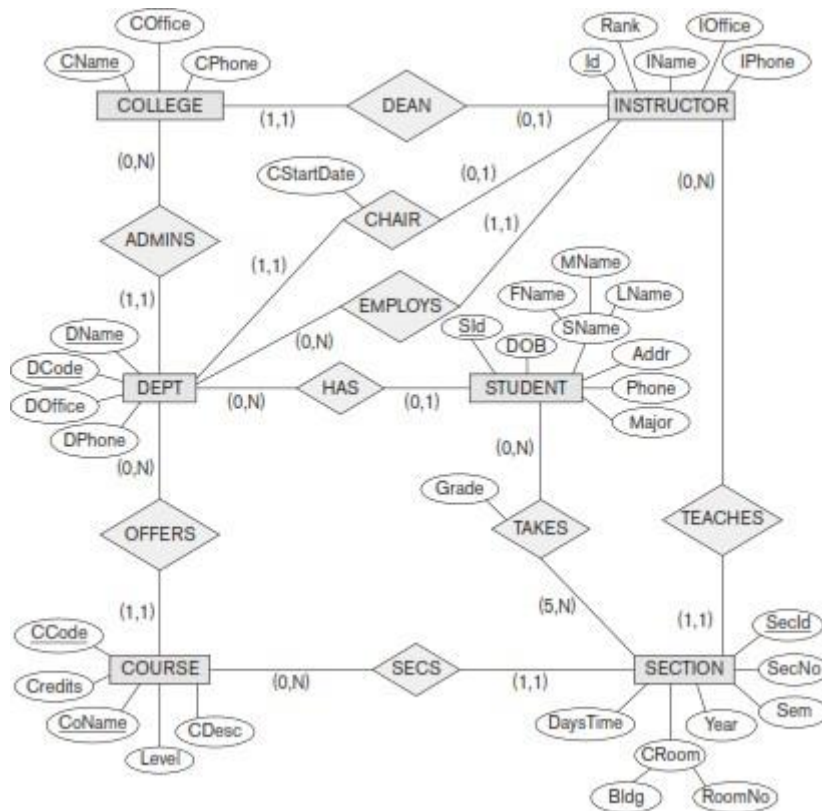 COffice
Rank
IOffice
CName
CPhone
Id
IName
IPhone
COLLEGE
DEAN
INSTRUCTOR
(1,1)
(0,1)
(0,N)
CStartDate
(0,1)
(0,N)
CHAIR
ADMINS
(1,1)
(1,1)
MName
FName
LName
(1,1)
EMPLOYS
SId
SName
DName
(0,N)
DOB
Addr
DCode
DEPT
HAS
STUDENT
Phone
DOffice
(0,N)
(0,1)
Major
DPhone
(0,N)
(0,N)
Grade
OFFERS
TAKES
TEACHES
(1,1)
(5,N)
(1,1)
SecId
CCode
COURSE
SECS
SECTION
SecNo
Credits
(0,N)
(1,1)
Sem
CoName
CDesc
DaysTime
Year
Level
CRoom
Bldg
RoomNo